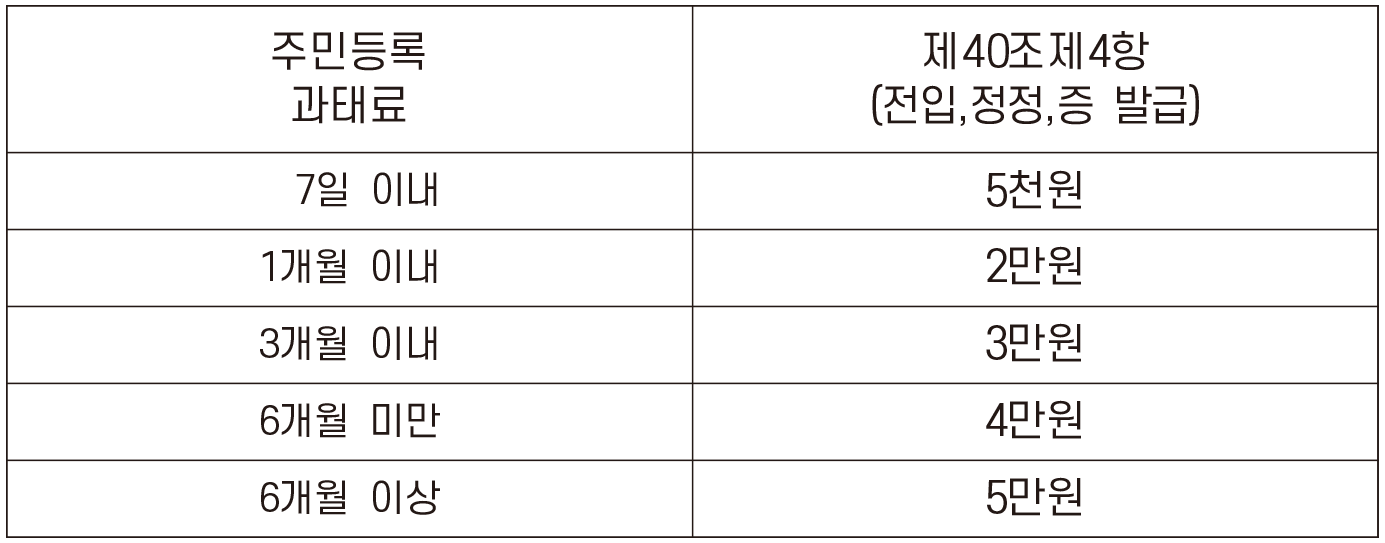 주민등록
과태료
제40조제4항
(전입,정정,증 발급)
7일 이내
5천원
1개월 이내
2만원
3개월 이내
3만원
6개월 미만
4만원
6개월 이상
5만원